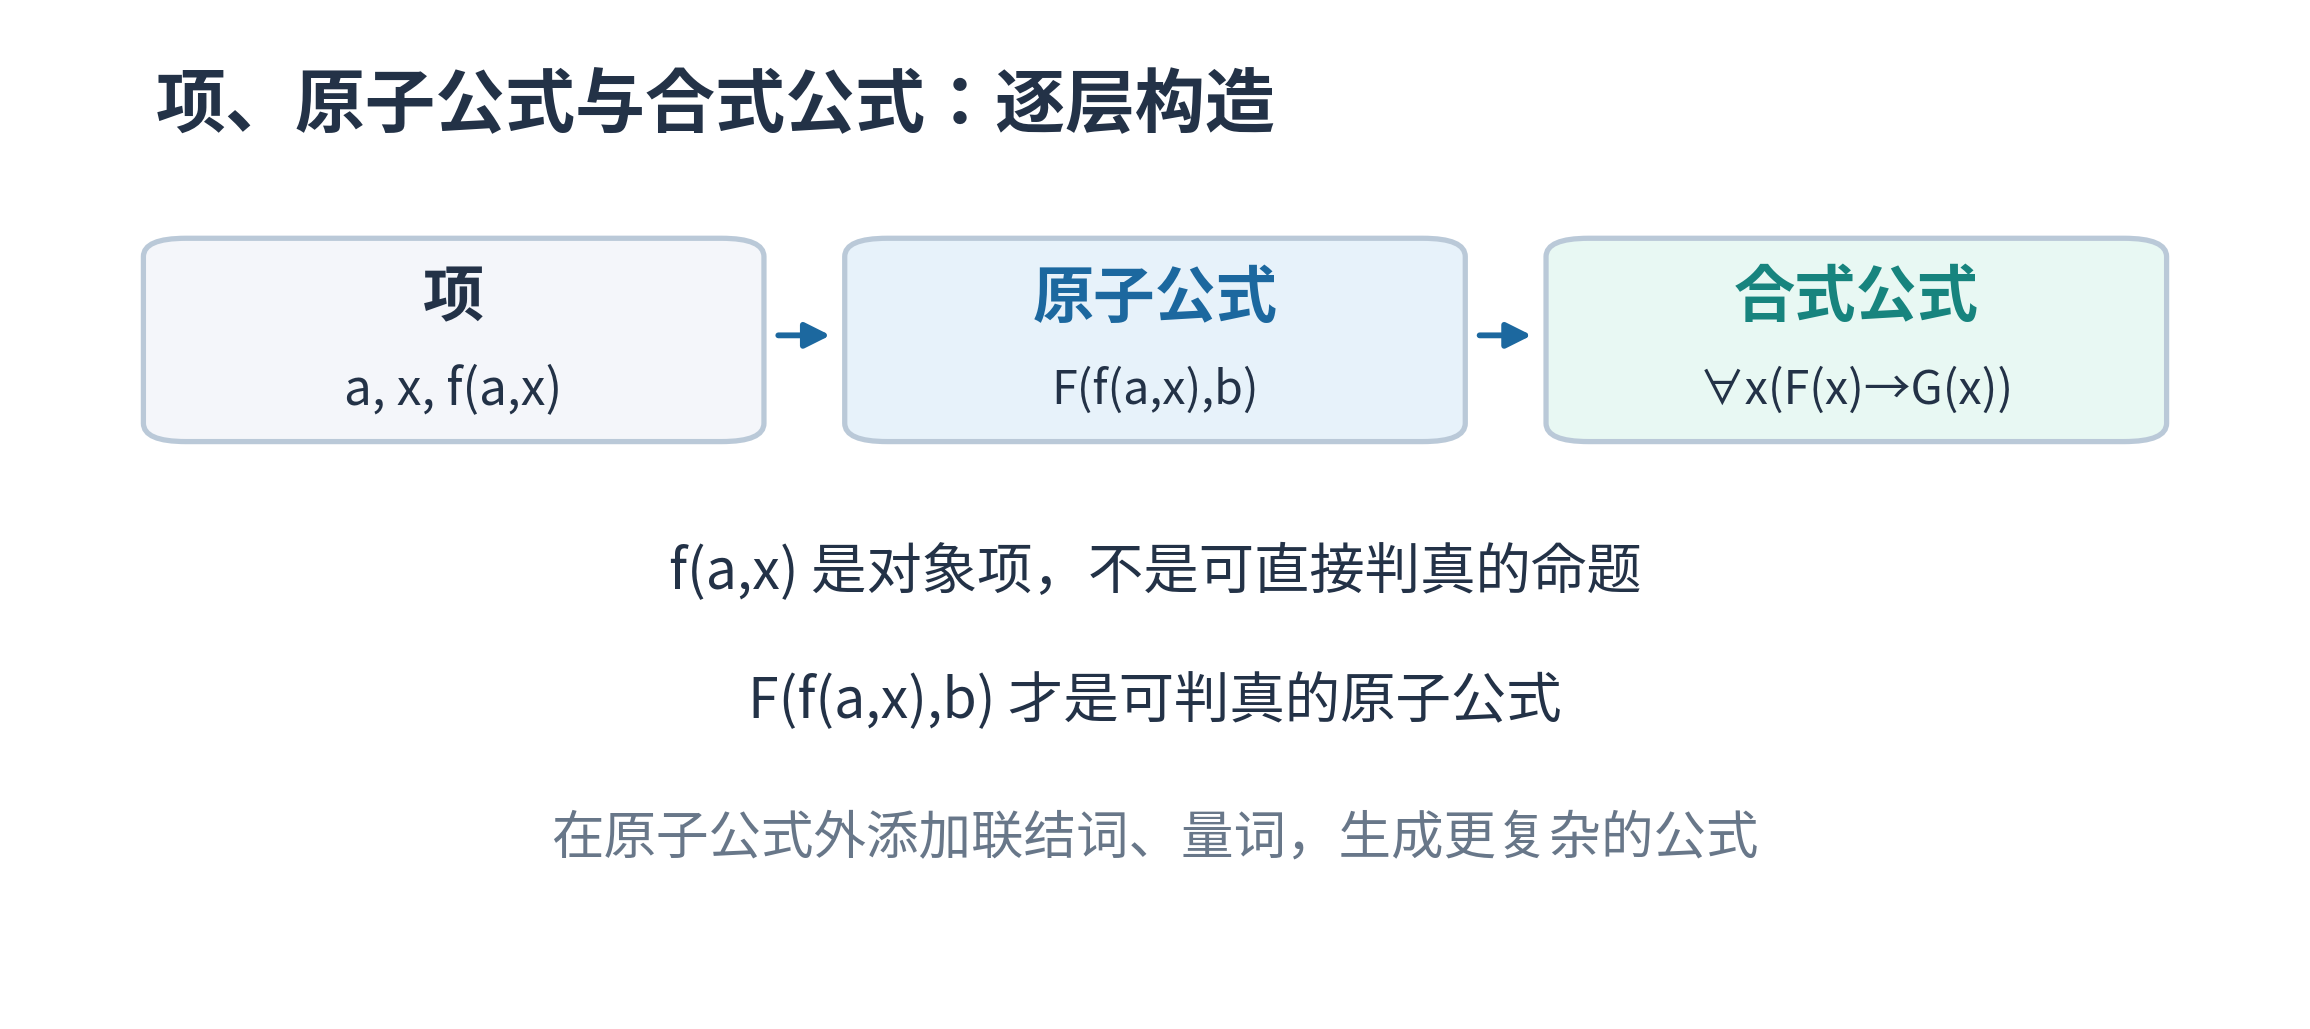 项、原子公式与合式公式：逐层构造
项
a, x, f(a,x)
原子公式
F(f(a,x),b)
合式公式
∀x(F(x)→G(x))
f(a,x) 是对象项，不是可直接判真的命题
F(f(a,x),b) 才是可判真的原子公式
在原子公式外添加联结词、量词，生成更复杂的公式